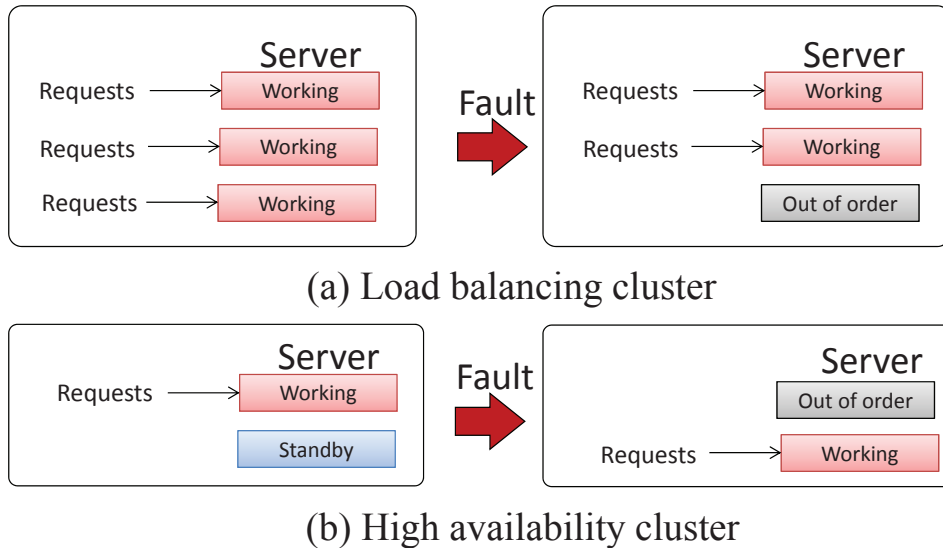 Server
Requests
Working
Requests
Working
Requests
Working
Fault
Server
Requests
Working
Requests
Working
Out of order
(a) Load balancing cluster
Server
Requests
Working
Standby
Fault
Server
Out of order
Requests
Working
(b) High availability cluster